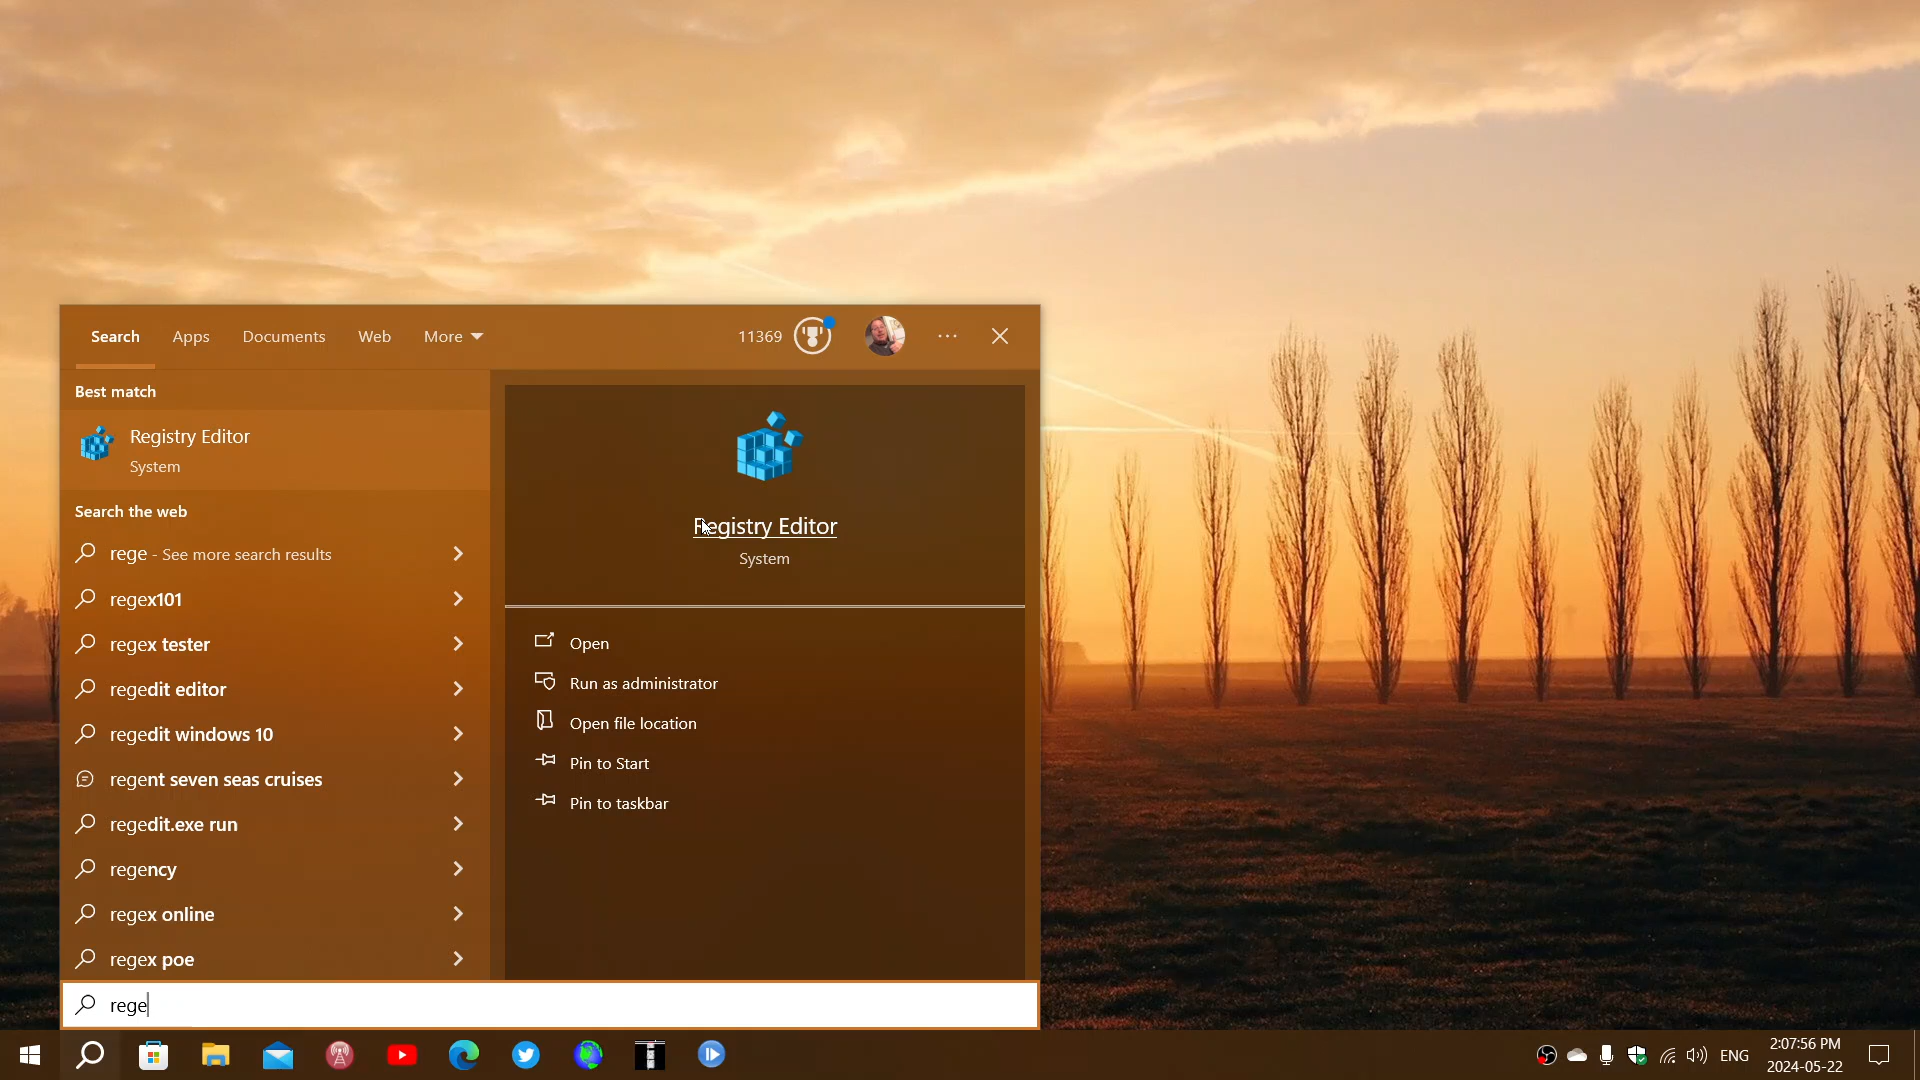 Search Apps Documents Web More 11369
Best match
Registry Editor
System
Search the web
rege - See more search results
regex101
regex tester
regedit editor
regedit windows 10
regent seven seas cruises
regedit.exe run
regency
regex online
regex poe
Registry Editor
System
Open
Run as administrator
Open file location
Pin to Start
Pin to taskbar
rege
ENG
2:07:56 PM
2024-05-22